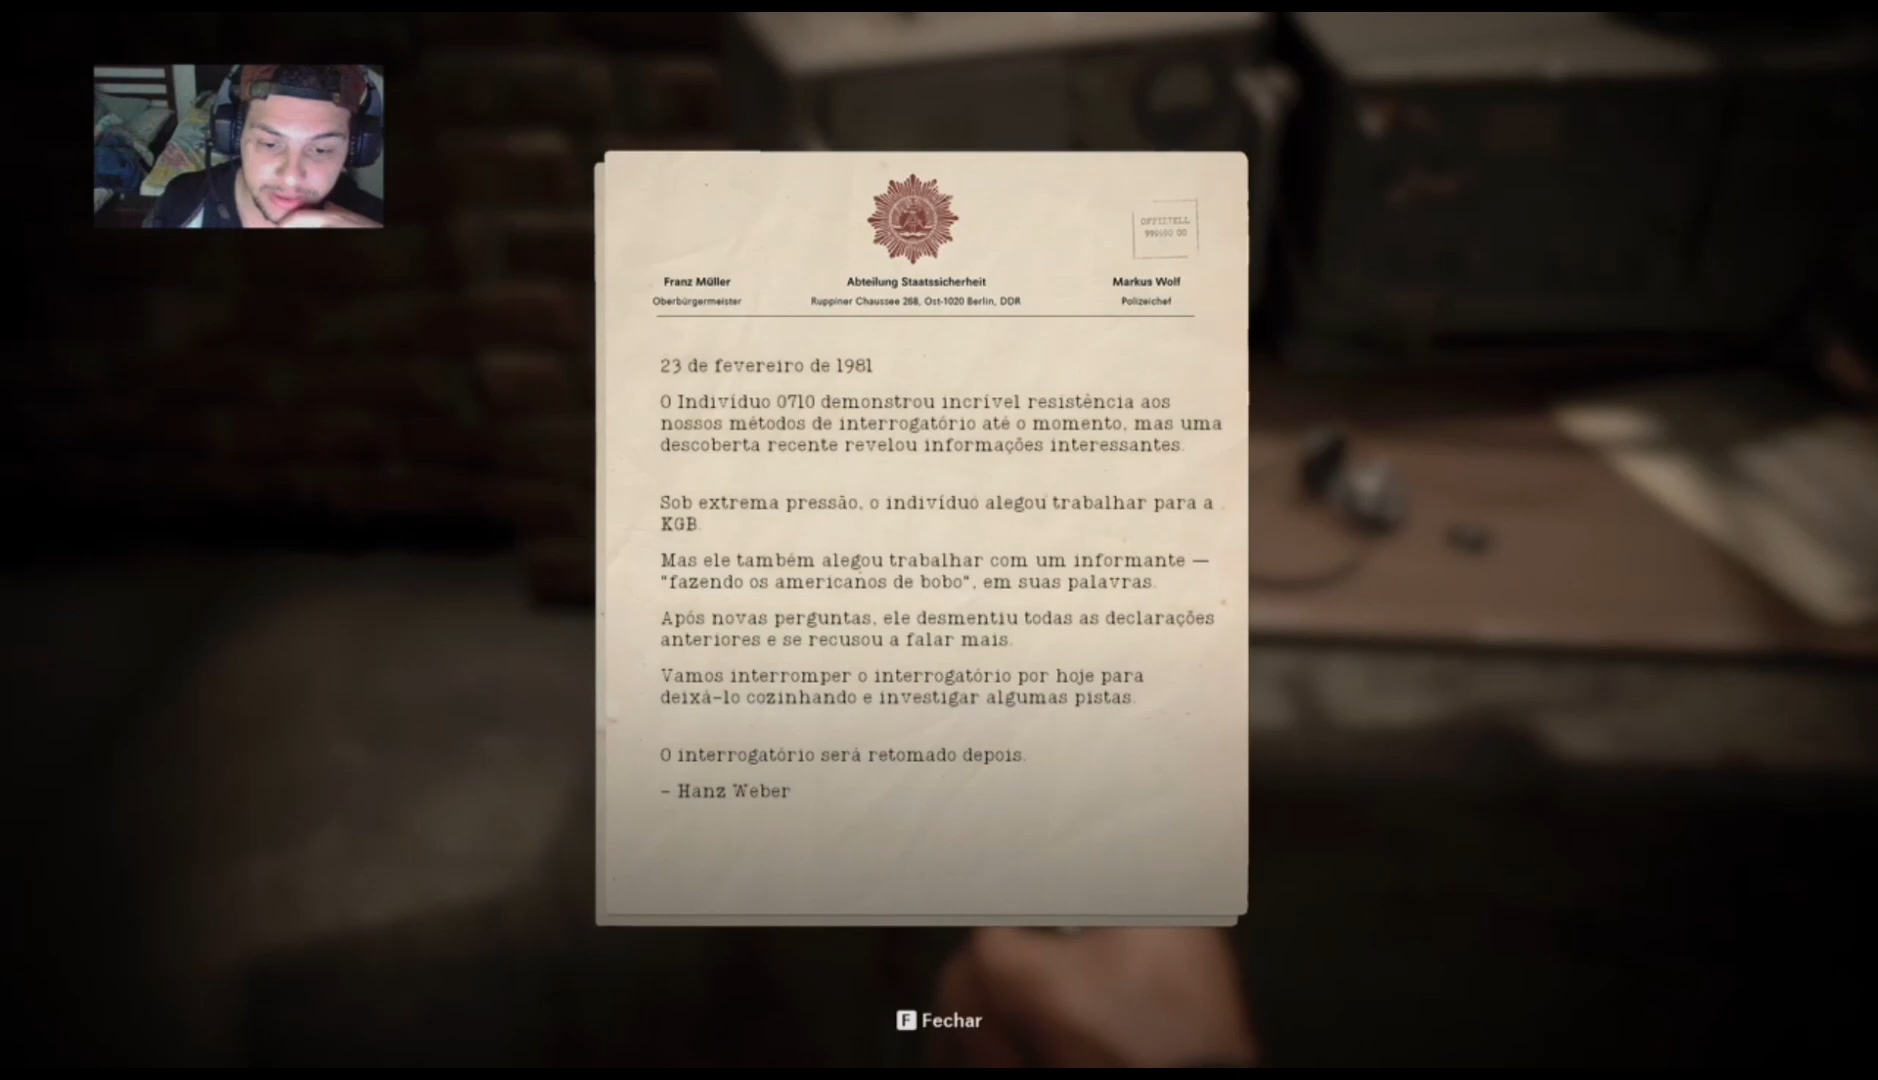 OFFIZIELL
990990 00
Franz Müller
Abteilung Staatssicherheit
Markus Wolf
Oberbürgermeister
Ruppiner Chaussee 268, Ost-1020 Berlin, DDR
Polizeichef
23 de fevereiro de 1981
O Indivíduo 0710 demonstrou incrível resistência aos
nossos métodos de interrogatório até o momento, mas uma
descoberta recente revelou informações interessantes.
Sob extrema pressão, o indivíduo alegou trabalhar para a
KGB.
Mas ele também alegou trabalhar com um informante —
"fazendo os americanos de bobo", em suas palavras.
Após novas perguntas, ele desmentiu todas as declarações
anteriores e se recusou a falar mais.
Vamos interromper o interrogatório por hoje para
deixá-lo cozinhando e investigar algumas pistas.
O interrogatório será retomado depois.
- Hanz Weber
F Fechar